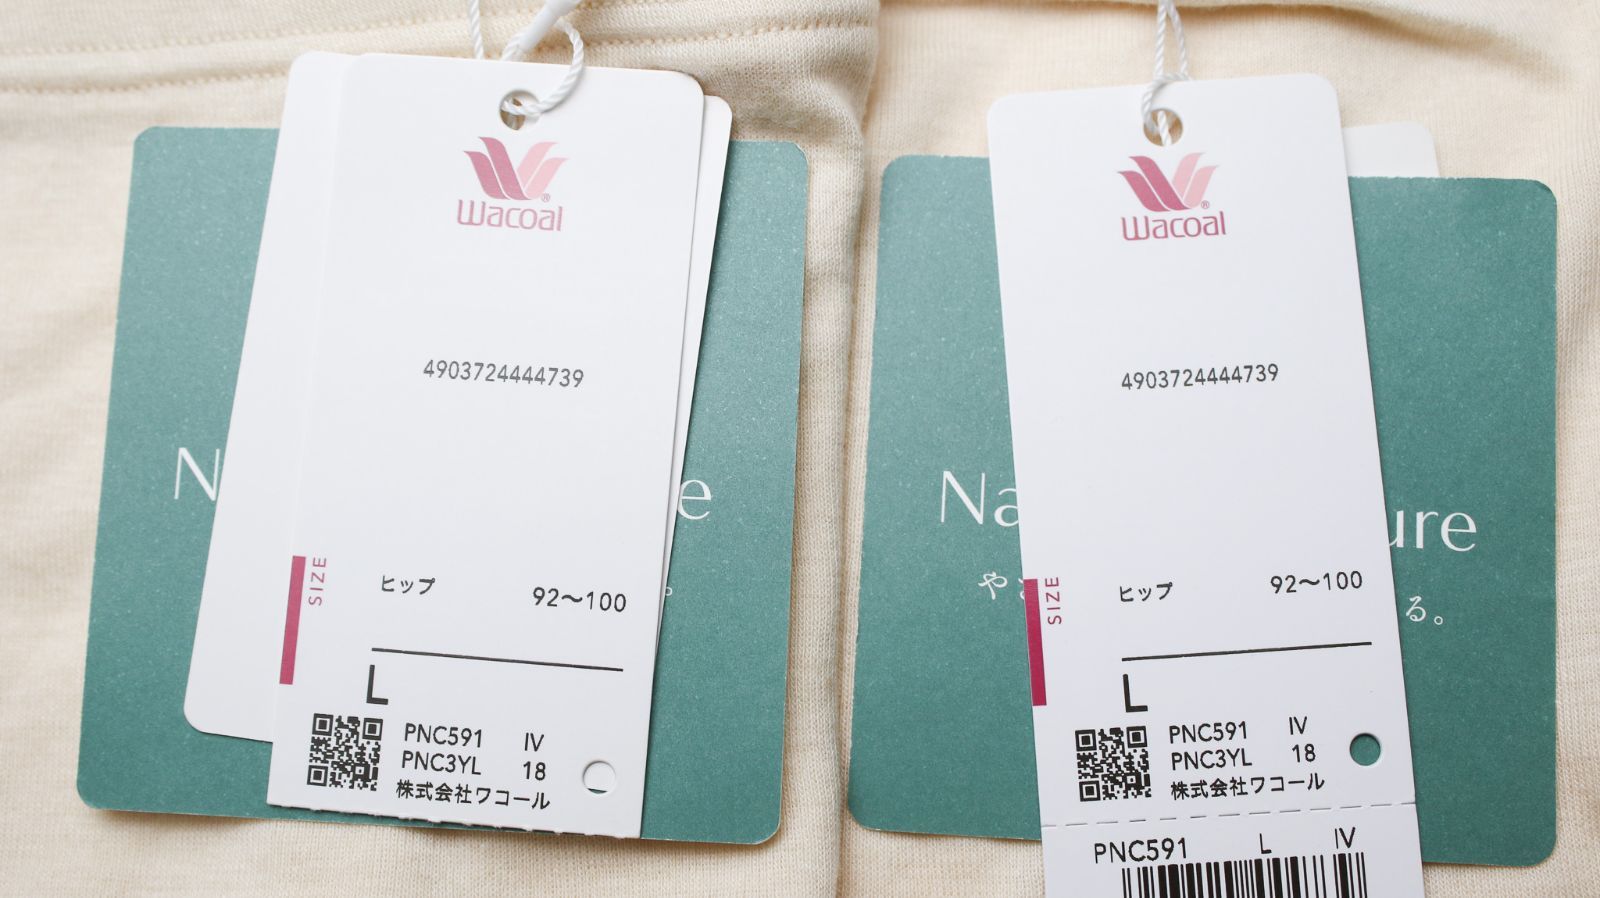 Wacoal®
4903724444739
SIZE
ヒップ 92〜100
L
PNC591 IV
PNC3YL 18
株式会社ワコール
Wacoal®
4903724444739
ure
る。
SIZE
ヒップ 92〜100
L
PNC591 IV
PNC3YL 18
株式会社ワコール
PNC591 L IV